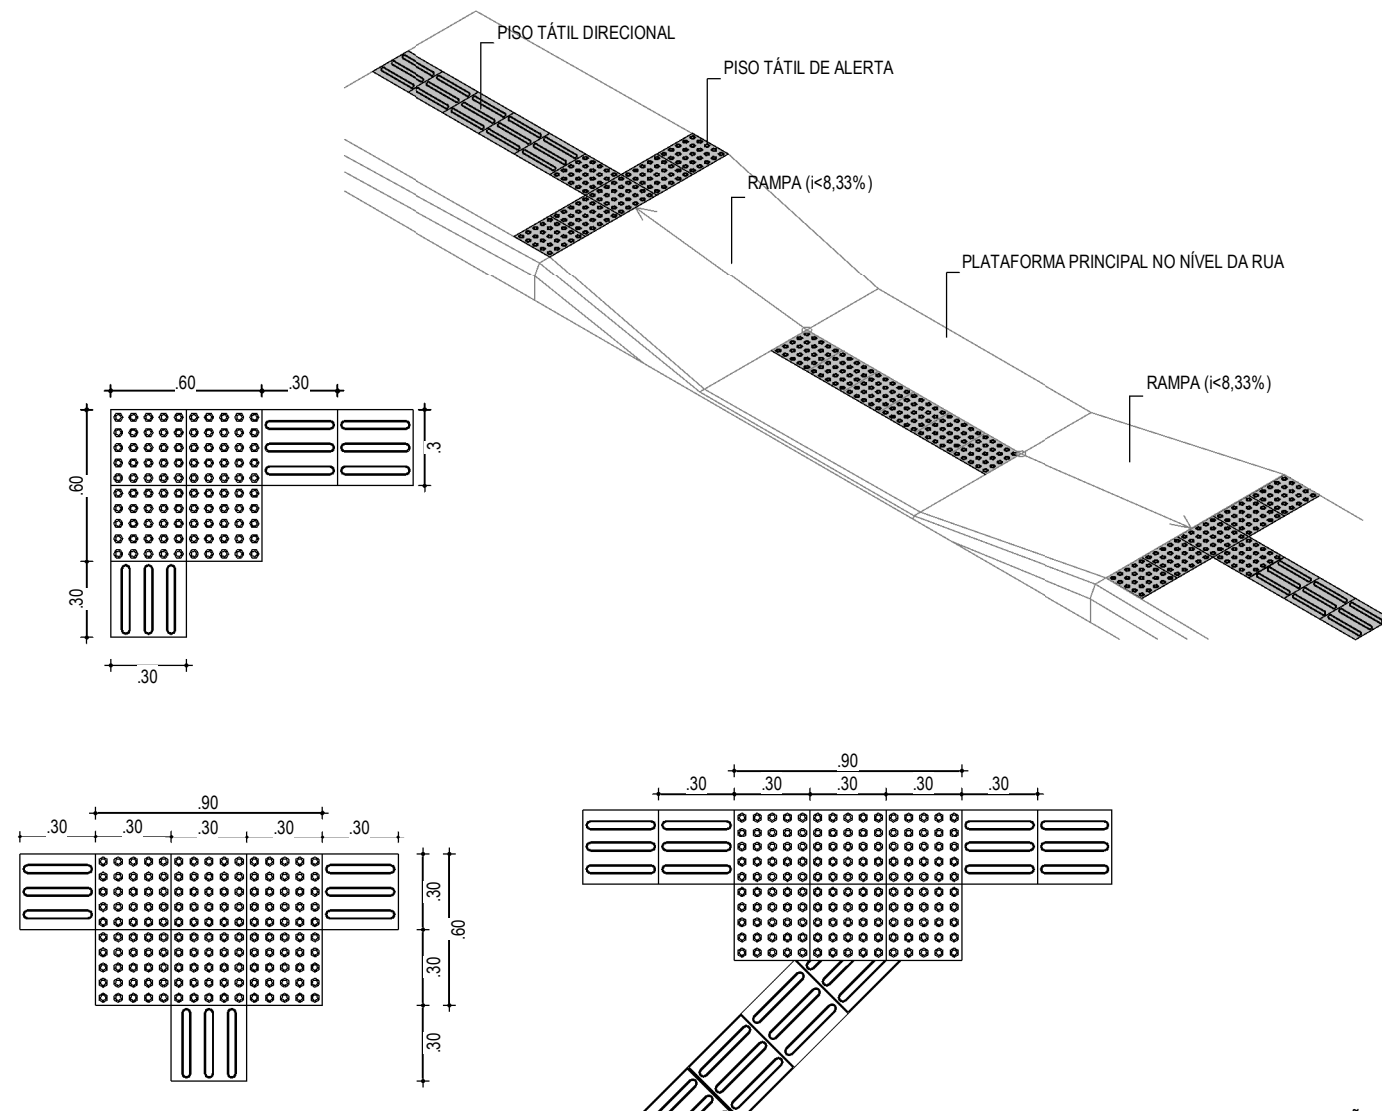 PISO TÁTIL DIRECIONAL
PISO TÁTIL DE ALERTA
RAMPA (i<8,33%)
PLATAFORMA PRINCIPAL NO NÍVEL DA RUA
RAMPA (i<8,33%)
.60 .30
.3
.60
.30
.30
.90
.30 .30 .30 .30 .30
.30
.60
.30
.30
.90
.30 .30 .30 .30 .30